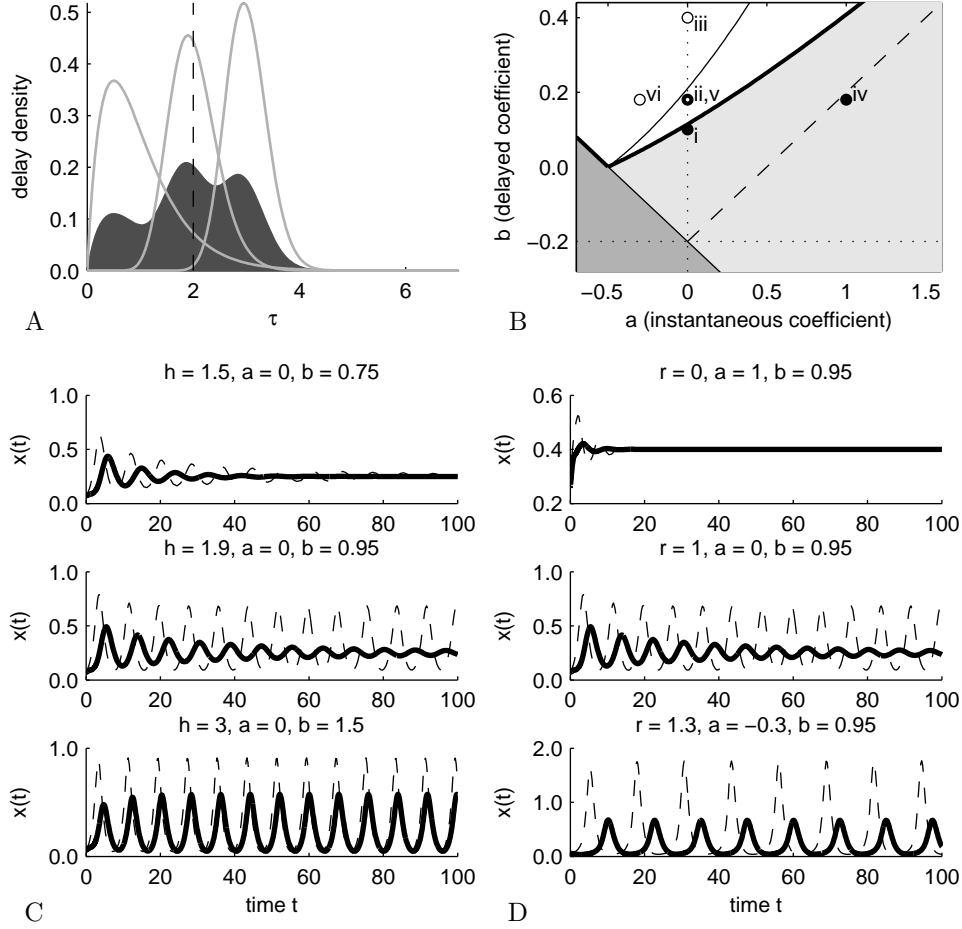 0.5
0.4
0.3
0.2
0.1
0.0
0
2
4
6
delay density
τ
A
0.4
0.2
0.0
−0.2
−0.5
0
0.5
1
1.5
b (delayed coefficient)
a (instantaneous coefficient)
iii
vi
ii,v
iv
i
B
h = 1.5, a = 0, b = 0.75
1.0
0.5
0.0
x(t)
0
20
40
60
80
100
h = 1.9, a = 0, b = 0.95
1.0
0.5
0.0
x(t)
0
20
40
60
80
100
h = 3, a = 0, b = 1.5
1.0
0.0
x(t)
0
20
40
60
80
100
time t
C
r = 0, a = 1, b = 0.95
0.6
0.4
0.2
x(t)
0
20
40
60
80
100
r = 1, a = 0, b = 0.95
1.0
0.5
0.0
x(t)
0
20
40
60
80
100
r = 1.3, a = −0.3, b = 0.95
2.0
1.0
0.0
x(t)
0
20
40
60
80
100
time t
D